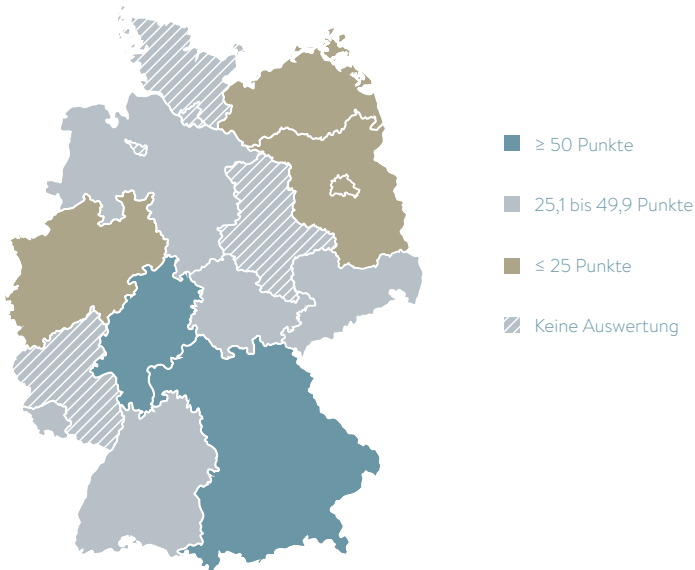 ≥ 50 Punkte
25,1 bis 49,9 Punkte
≤ 25 Punkte
Keine Auswertung